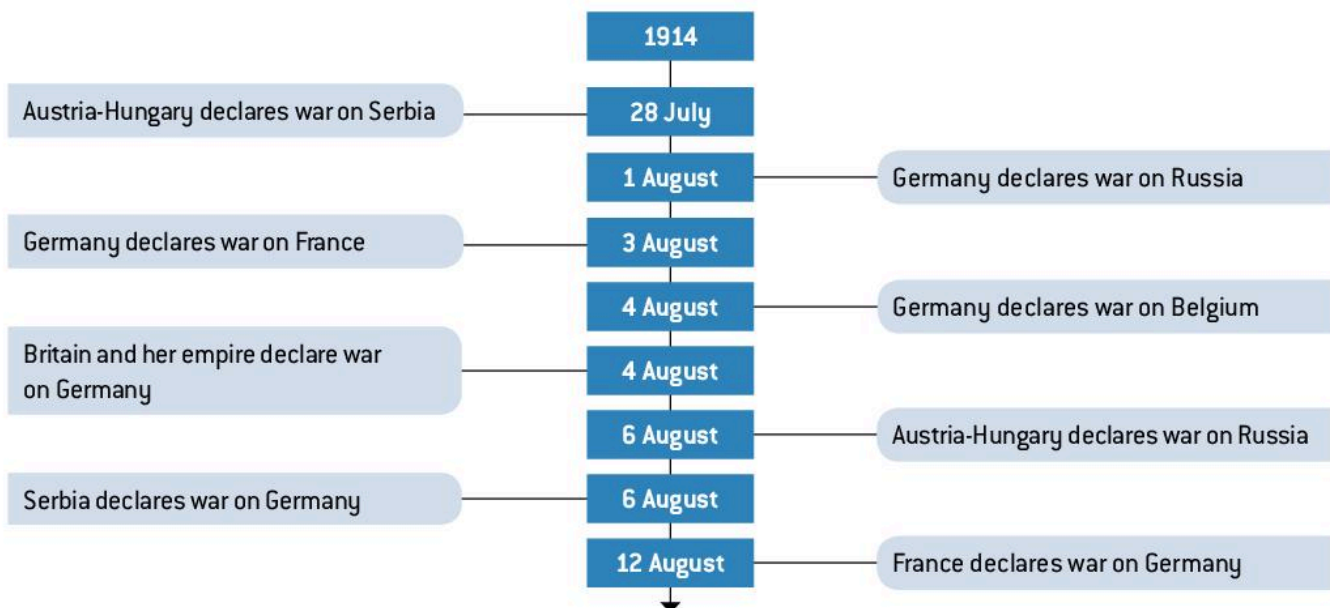 1914
Austria-Hungary declares war on Serbia
28 July
1 August
Germany declares war on Russia
Germany declares war on France
3 August
4 August
Germany declares war on Belgium
Britain and her empire declare war
on Germany
4 August
6 August
Austria-Hungary declares war on Russia
Serbia declares war on Germany
6 August
12 August
France declares war on Germany